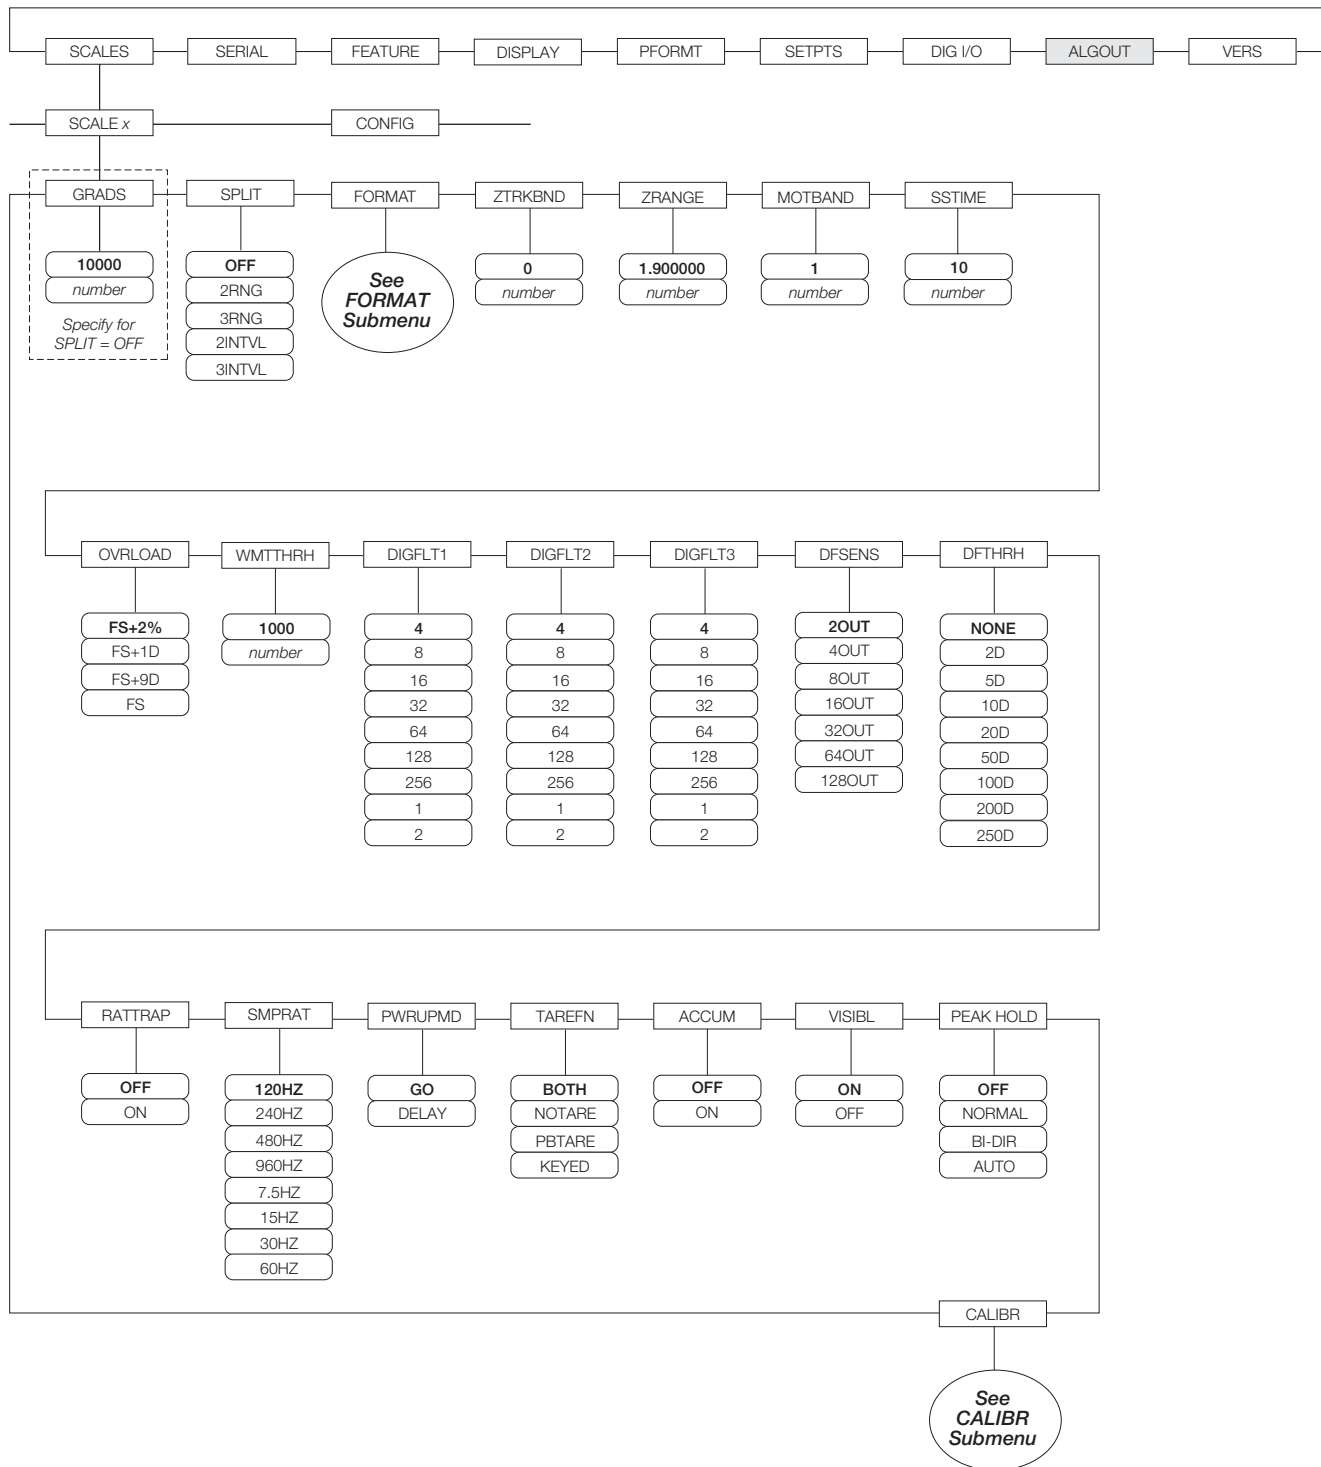 SCALES SERIAL FEATURE DISPLAY PFORMT SETPTS DIG I/O ALGOUT VERS
SCALE x CONFIG
GRADS SPLIT FORMAT ZTRKBND ZRANGE MOTBAND SSTIME
10000
number
Specify for
SPLIT = OFF
OFF
2RNG
3RNG
2INTVL
3INTVL
See
FORMAT
Submenu
0
number
1.900000
number
1
number
10
number
OVRLOAD WMTTHRH DIGFLT1 DIGFLT2 DIGFLT3 DFSENS DFTHRH
FS+2%
FS+1D
FS+9D
FS
1000
number
4
8
16
32
64
128
256
1
2
4
8
16
32
64
128
256
1
2
4
8
16
32
64
128
256
1
2
2OUT
4OUT
8OUT
16OUT
32OUT
64OUT
128OUT
NONE
2D
5D
10D
20D
50D
100D
200D
250D
RATTRAP SMPRAT PWRUPMD TAREFN ACCUM VISIBL PEAK HOLD
OFF
ON
120HZ
240HZ
480HZ
960HZ
7.5HZ
15HZ
30HZ
60HZ
GO
DELAY
BOTH
NOTARE
PBTARE
KEYED
OFF
ON
ON
OFF
OFF
NORMAL
BI-DIR
AUTO
CALIBR
See
CALIBR
Submenu